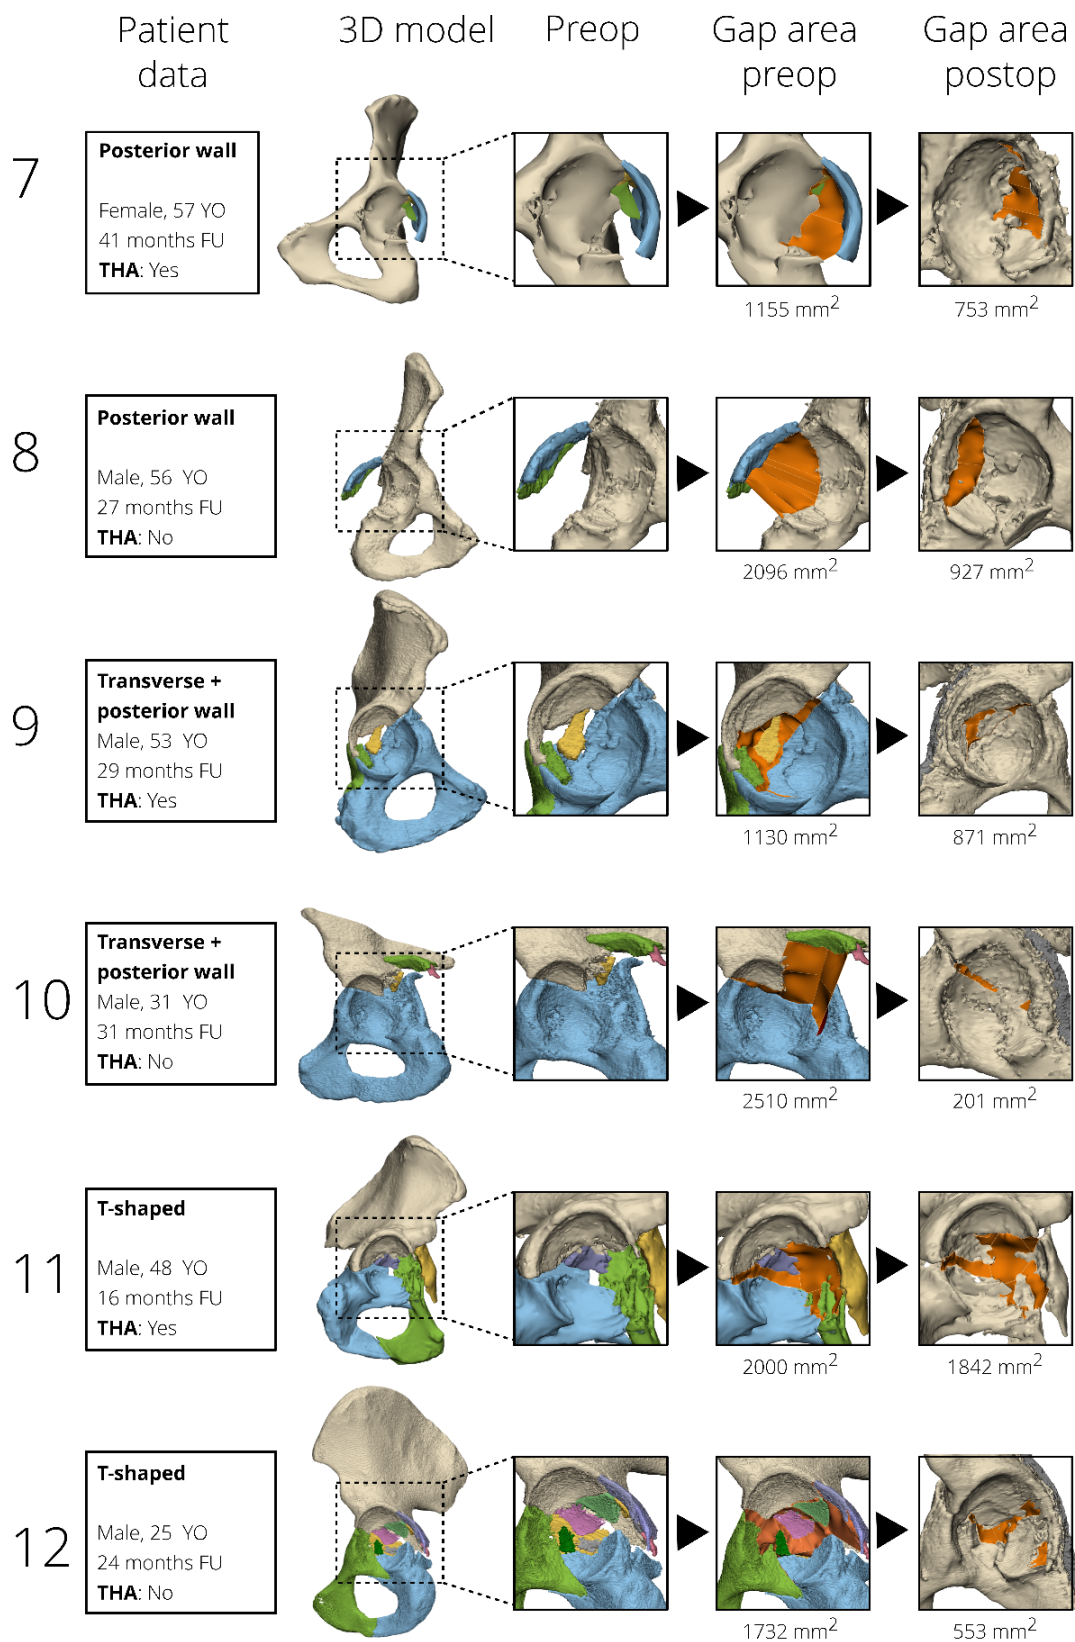 Patient data
3D model
Preop
Gap area preop
Gap area postop
7
Posterior wall
Female, 57 YO
41 months FU
THA: Yes
1155 mm²
753 mm²
8
Posterior wall
Male, 56 YO
27 months FU
THA: No
2096 mm²
927 mm²
9
Transverse +
posterior wall
Male, 53 YO
29 months FU
THA: Yes
1130 mm²
871 mm²
10
Transverse +
posterior wall
Male, 31 YO
31 months FU
THA: No
2510 mm²
201 mm²
11
T-shaped
Male, 48 YO
16 months FU
THA: Yes
2000 mm²
1842 mm²
12
T-shaped
Male, 25 YO
24 months FU
THA: No
1732 mm²
553 mm²